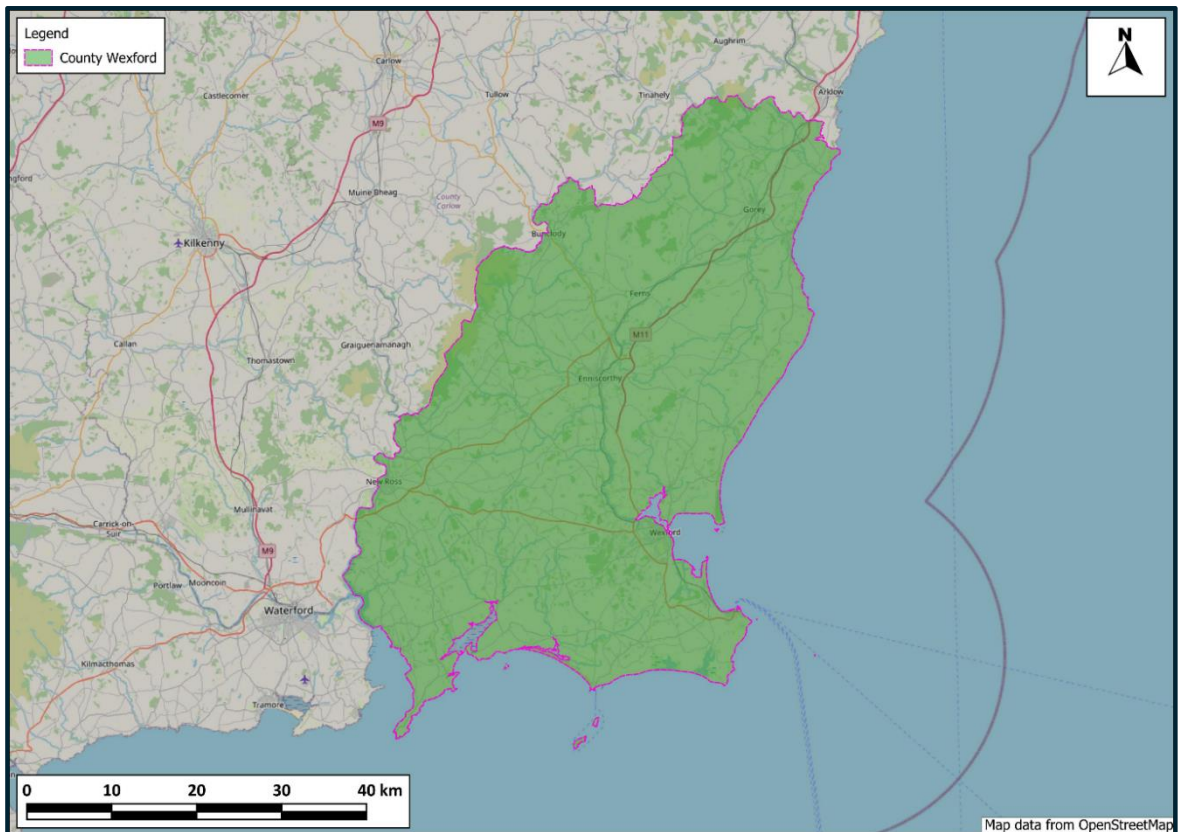 Legend
County Wexford
N
Aughrim
Carlow
Arklow
Castlecomer
Tullow
Tinahely
M9
Muine Bheag
County
Carlow
Gorey
Bunclody
Kilkenny
Ferns
M11
Callan
Graiguenamanagh
Thomastown
Enniscorthy
New Ross
Mullinavat
Carrick-on
Suir
Wexford
M9
Portlaw
Mooncoin
Waterford
Kilmacthomas
Tramore
0 10 20 30 40 km
Map data from OpenStreetMap